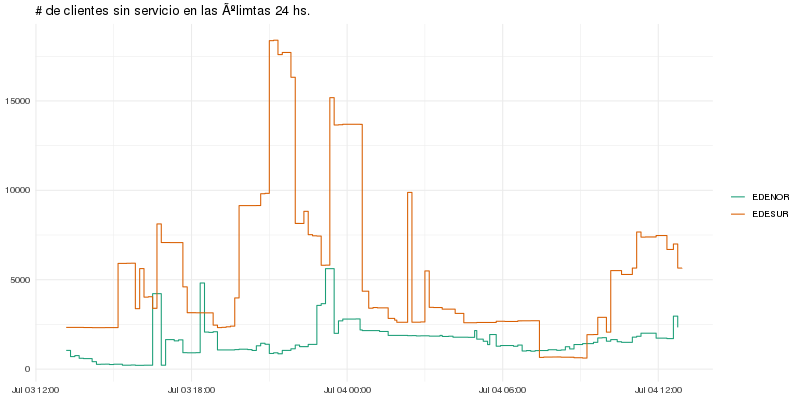 # de clientes sin servicio en las Ãºlimtas 24 hs.
15000
10000
5000
0
Jul 03 12:00
Jul 03 18:00
Jul 04 00:00
Jul 04 06:00
Jul 04 12:00
EDENOR
EDESUR